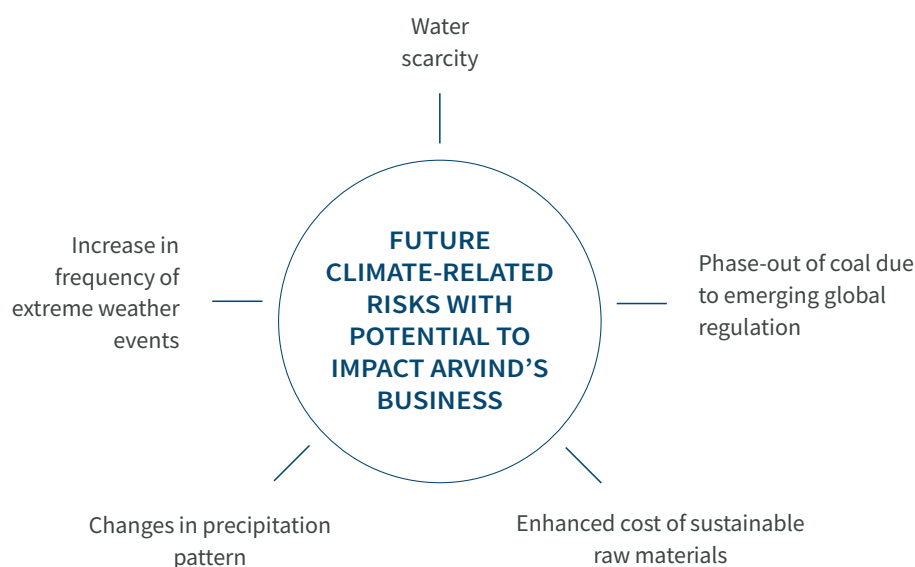 Water
scarcity
Increase in
frequency of
extreme weather
events
FUTURE
CLIMATE-RELATED
RISKS WITH
POTENTIAL TO
IMPACT ARVIND’S
BUSINESS
Phase-out of coal due
to emerging global
regulation
Changes in precipitation
pattern
Enhanced cost of sustainable
raw materials